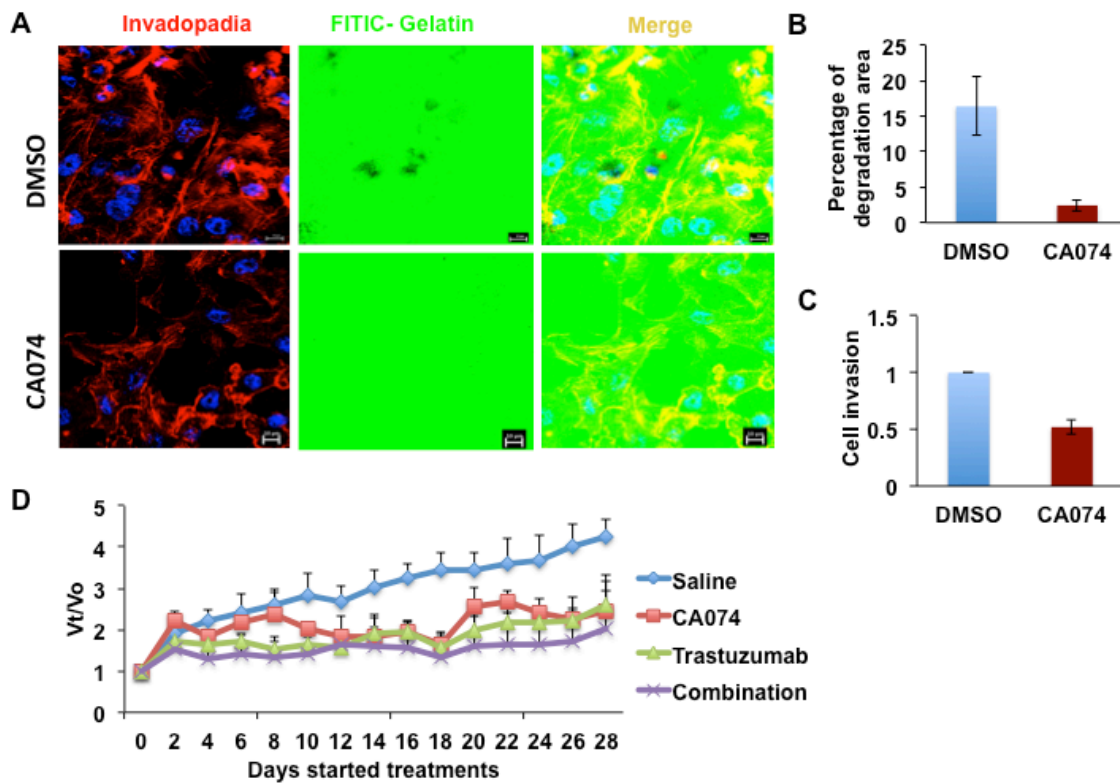 A
Invadopadia
FITIC- Gelatin
Merge
DMSO
CA074
B
Percentage of
degradation area
25
20
15
10
5
0
DMSO
CA074
C
Cell invasion
1.5
1
0.5
0
DMSO
CA074
D
Vt/Vo
5
4
3
2
1
0
0 2 4 6 8 10 12 14 16 18 20 22 24 26 28
Days started treatments
Saline
CA074
Trastuzumab
Combination